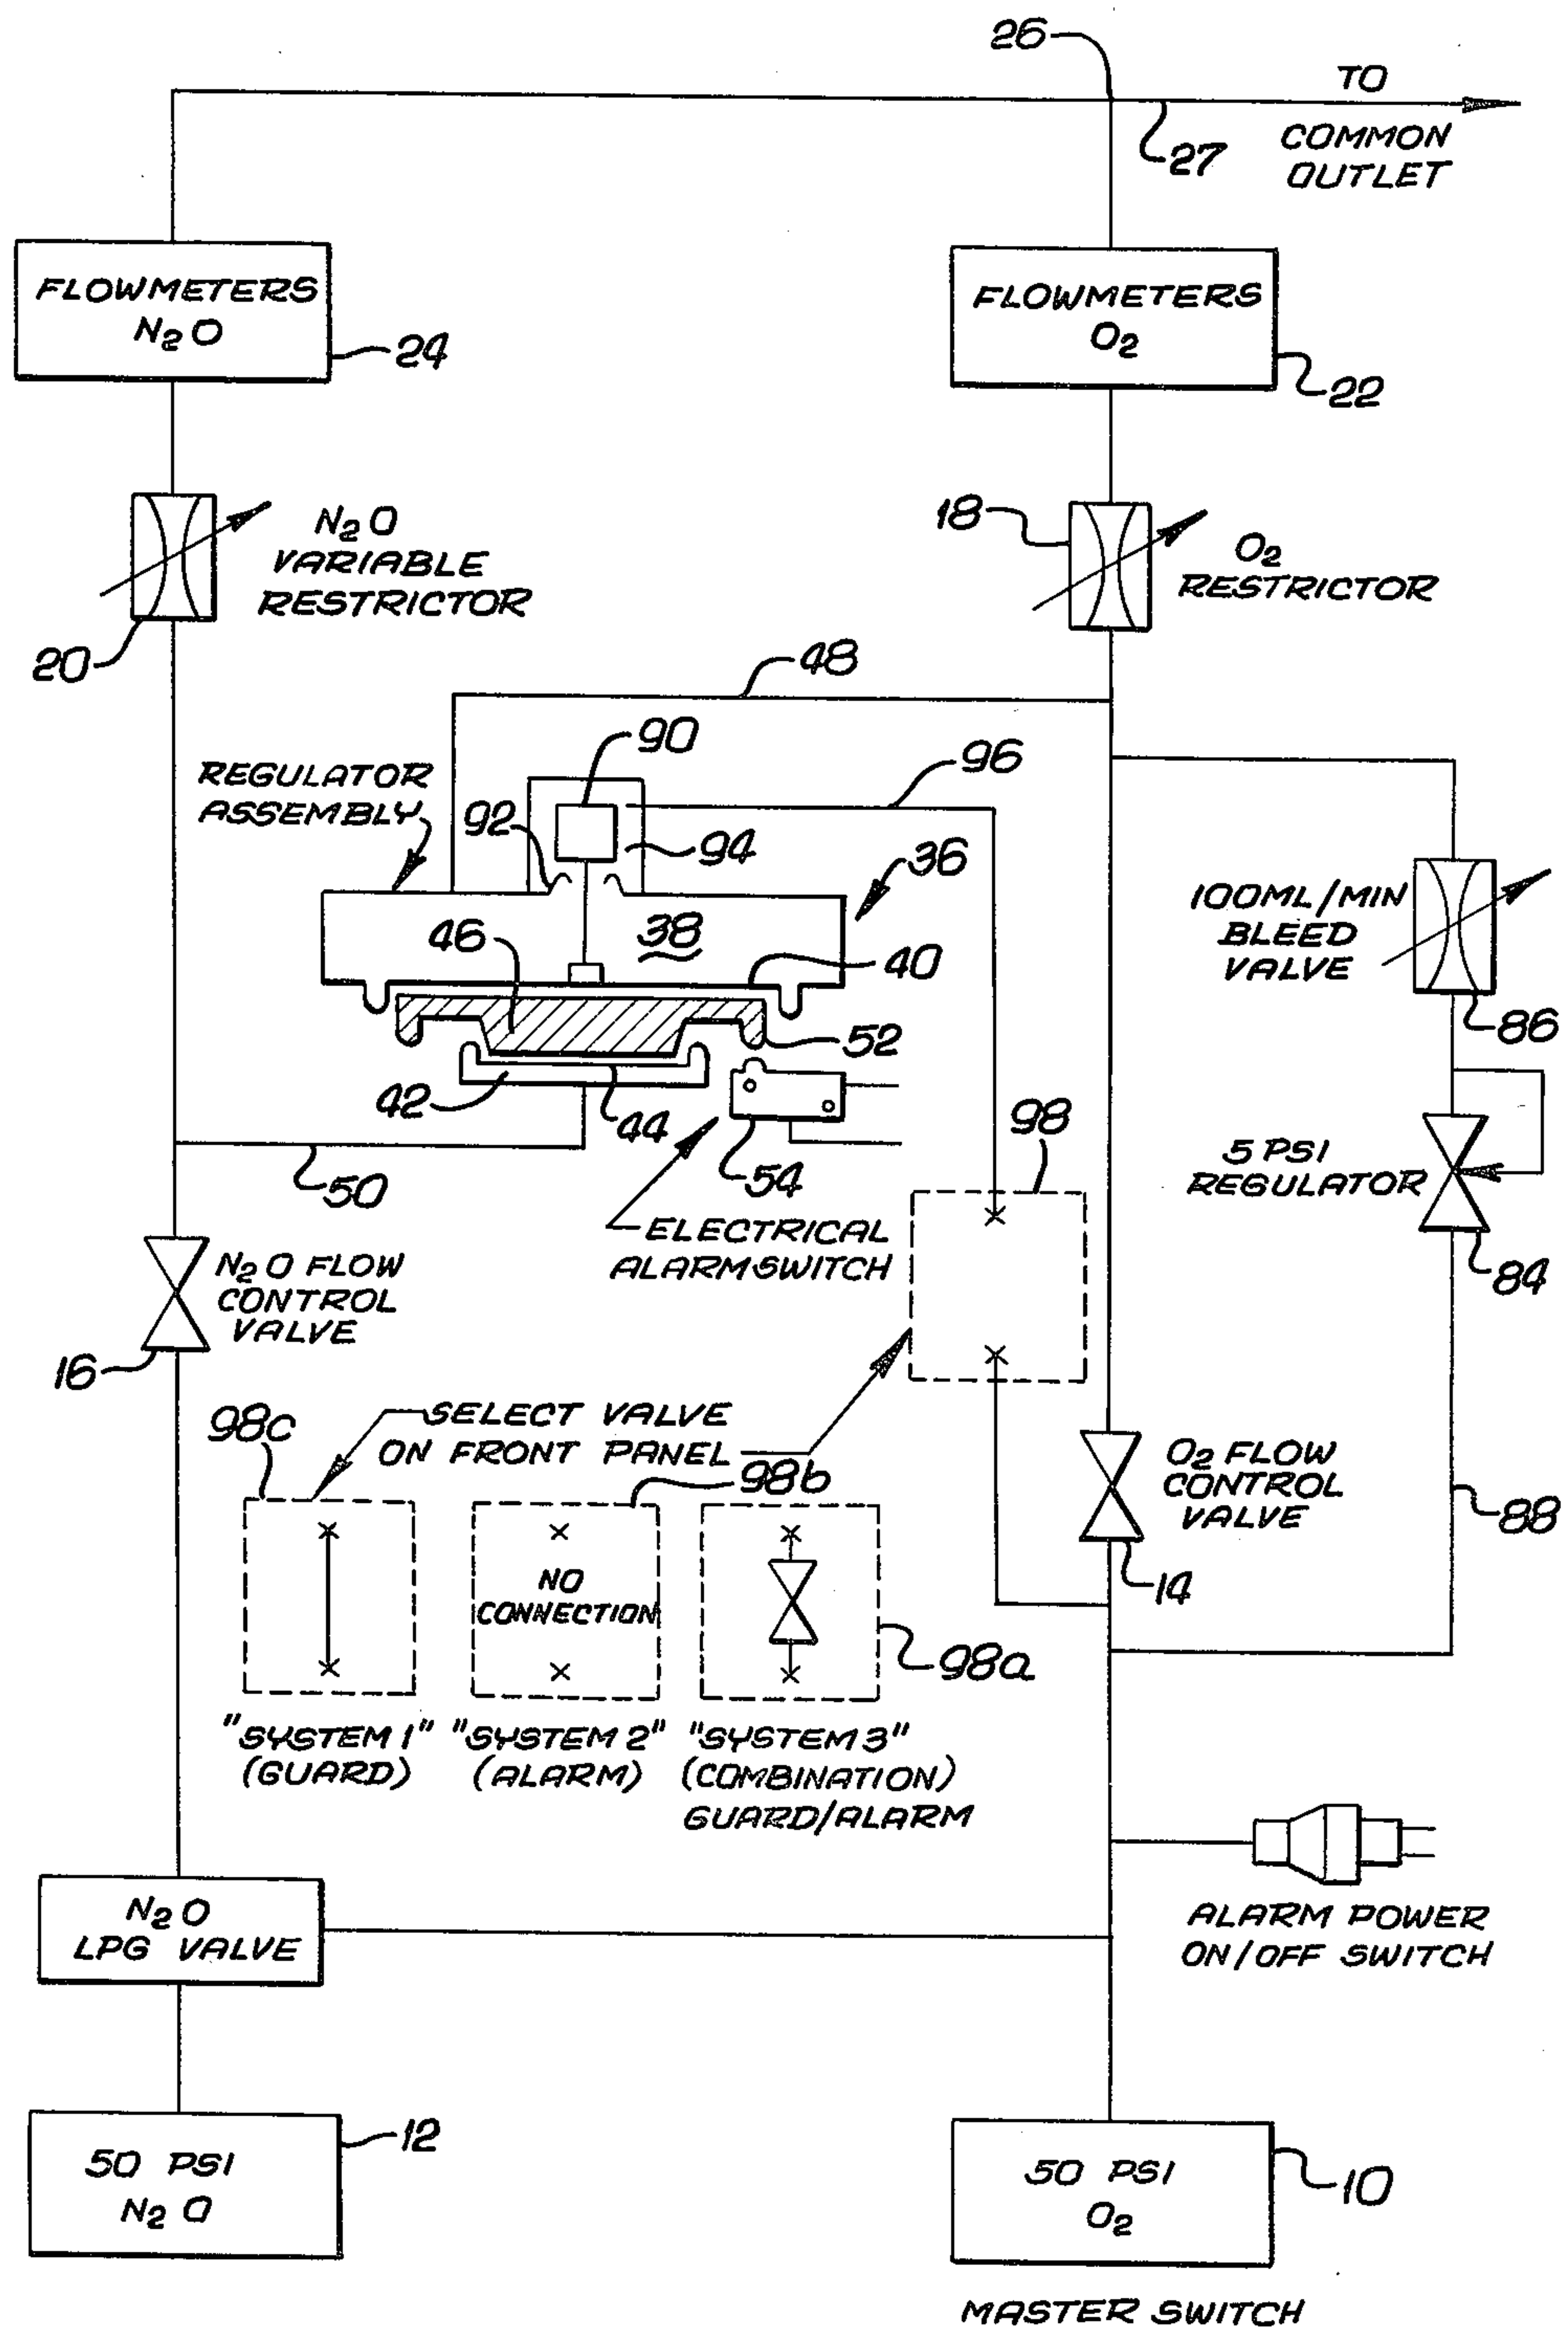 26
TO
COMMON
OUTLET
27
FLOWMETERS
N2O
24
FLOWMETERS
O2
22
N2O
VARIABLE
RESTRICTOR
20
18
O2
RESTRICTOR
48
REGULATOR
ASSEMBLY
90
96
92
94
36
46
38
40
52
42
44
54
50
ELECTRICAL
ALARM SWITCH
98
100ML/MIN
BLEED
VALVE
86
5 PSI
REGULATOR
84
N2O FLOW
CONTROL
VALVE
16
SELECT VALVE
ON FRONT PANEL
98c
98b
NO
CONNECTION
98a
O2 FLOW
CONTROL
VALVE
14
88
"SYSTEM 1"
(GUARD)
"SYSTEM 2"
(ALARM)
"SYSTEM 3"
(COMBINATION)
GUARD/ALARM
N2O
LPG VALVE
ALARM POWER
ON/OFF SWITCH
50 PSI
N2O
12
50 PSI
O2
10
MASTER SWITCH